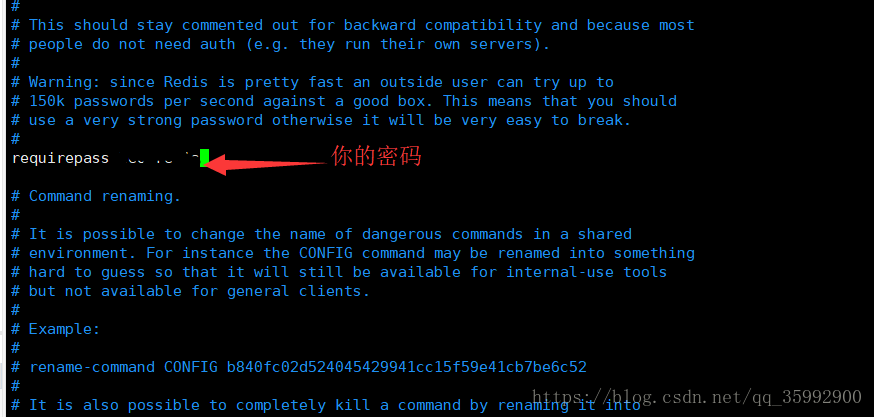 #
# This should stay commented out for backward compatibility and because most
# people do not need auth (e.g. they run their own servers).
#
# Warning: since Redis is pretty fast an outside user can try up to
# 150k passwords per second against a good box. This means that you should
# use a very strong password otherwise it will be very easy to break.
#
requirepass
你的密码
# Command renaming.
#
# It is possible to change the name of dangerous commands in a shared
# environment. For instance the CONFIG command may be renamed into something
# hard to guess so that it will still be available for internal-use tools
# but not available for general clients.
#
# Example:
#
# rename-command CONFIG b840fc02d524045429941cc15f59e41cb7be6c52
#
# It is also possible to completely kill a command by renaming it into
https://blog.csdn.net/qq_35992900